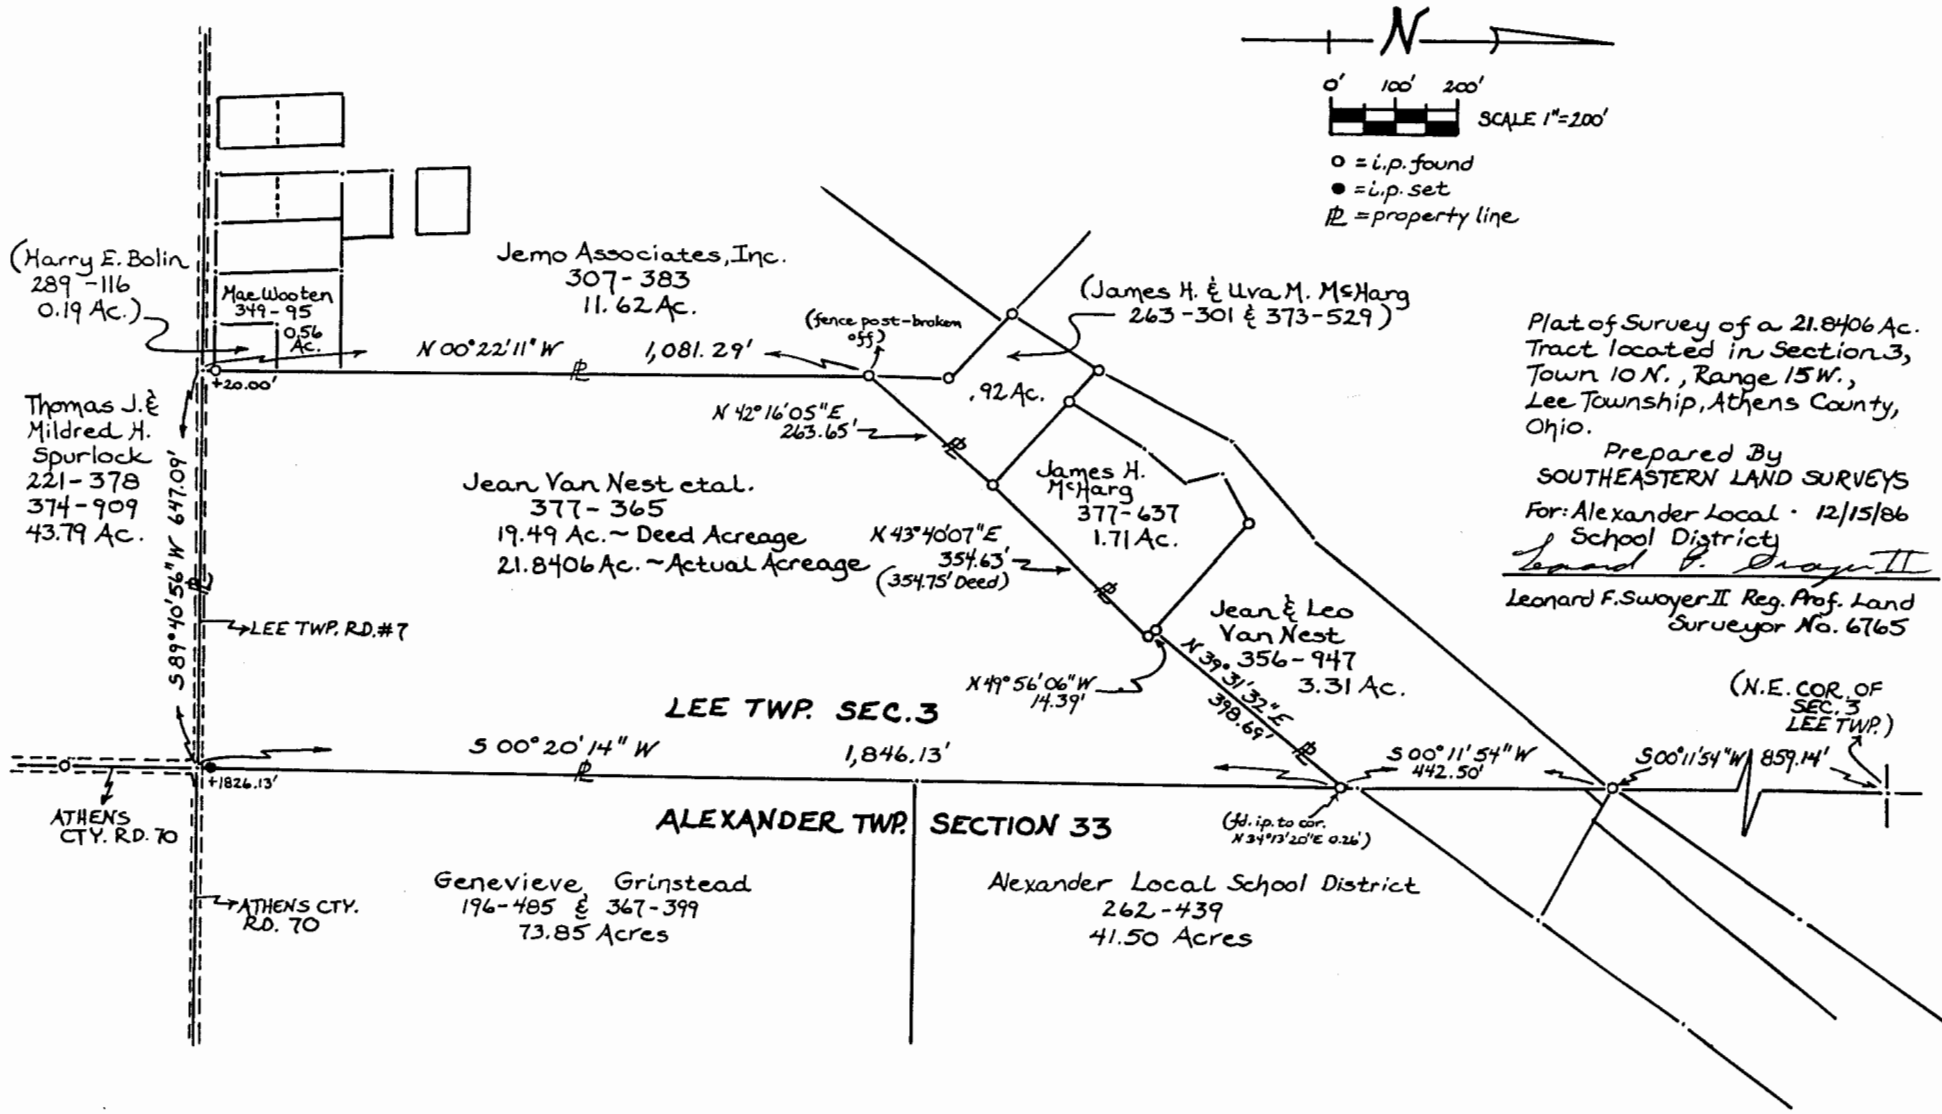 N
0' 100' 200'
SCALE 1"=200'
o = i.p. found
● = i.p. set
PL = property line
(Harry E. Bolin
289-116
0.19 Ac.)
Mae Wooten
349-95
0.56
Ac.
Jemo Associates, Inc.
307-383
11.62 Ac.
(fence post-broken
off)
(James H. & Uva M. McHarg
263-301 & 373-529)
.92 Ac.
N 00°22'11" W 1,081.29'
PL
+20.00'
Thomas J. &
Mildred H.
Spurlock
221-378
374-909
43.79 Ac.
S 89°40'56" W 647.09'
PL
LEE TWP. RD. #7
N 42°16'05" E
263.65'
PL
Jean Van Nest etal.
377-365
19.49 Ac. ~ Deed Acreage
21.8406 Ac. ~ Actual Acreage
N 43°40'07" E
354.63'
(354.75' Deed)
PL
James H.
McHarg
377-637
1.71 Ac.
Jean & Leo
Van Nest
356-947
3.31 Ac.
N 49°56'06" W
14.39'
N 39°31'32" E
398.69'
PL
Plat of Survey of a 21.8406 Ac.
Tract located in Section 3,
Town 10 N., Range 15 W.,
Lee Township, Athens County,
Ohio.
Prepared By
SOUTHEASTERN LAND SURVEYS
For: Alexander Local · 12/15/86
School District
Leonard F. Swoyer II
Leonard F. Swoyer II Reg. Prof. Land
Surveyor No. 6765
(N.E. COR. OF
SEC. 3
LEE TWP.)
LEE TWP. SEC. 3
S 00°20'14" W 1,846.13'
PL
+1826.13'
S 00°11'54" W
442.50'
S 00°11'54" W 859.14'
(fd. i.p. to cor.
N 34°13'20" E 0.26')
ATHENS
CTY. RD. 70
ALEXANDER TWP. SECTION 33
ATHENS CTY.
RD. 70
Genevieve Grinstead
196-485 & 367-399
73.85 Acres
Alexander Local School District
262-439
41.50 Acres